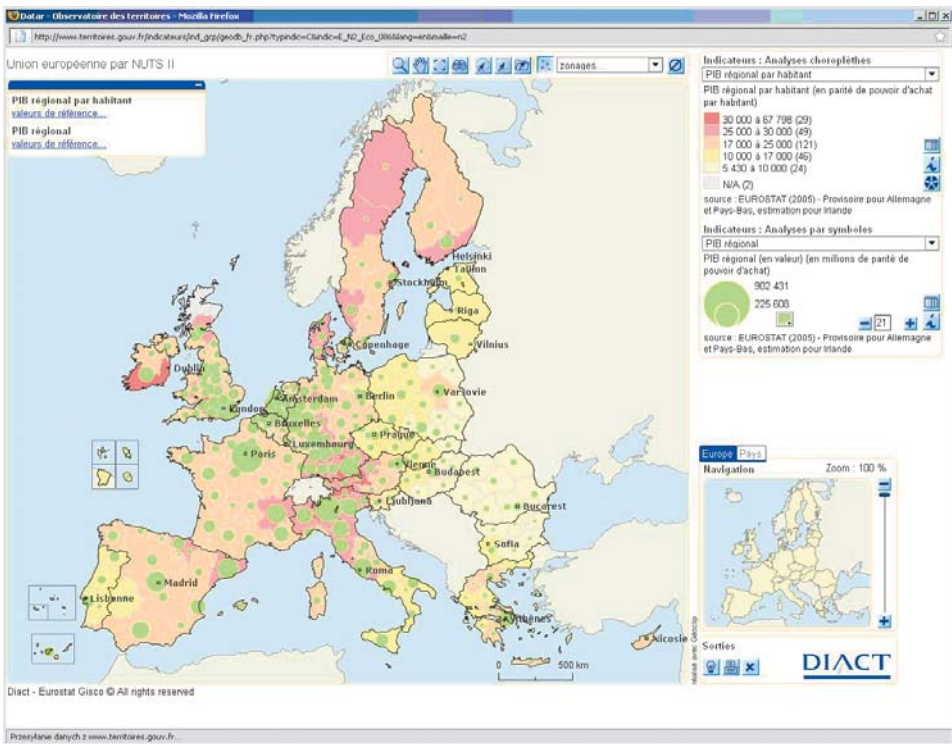 Datar - Observatoire des territoires - Mozilla Firefox
Union européenne par NUTS II
zonages...
PIB régional par habitant
valeurs de référence...
PIB régional
valeurs de référence...
Helsinki
Tallinn
Stockholm
Riga
Copenhage
Vilnius
Dublin
Amsterdam
Berlin
Varsovie
London
Bruxelles
Prague
Luxembourg
Paris
Vienne
Budapest
Ljubljana
Bucarest
Sofia
Roma
Madrid
Lisbonne
Athènes
Nicosie
0 500 km
Diact - Eurostat Gisco © All rights reserved
Indicateurs : Analyses choroplèthes
PIB régional par habitant
PIB régional par habitant (en parité de pouvoir d'achat
par habitant)
30 000 à 67 798 (29)
25 000 à 30 000 (49)
17 000 à 25 000 (121)
10 000 à 17 000 (46)
5 430 à 10 000 (24)
N/A (2)
source : EUROSTAT (2005) - Provisoire pour Allemagne
et Pays-Bas, estimation pour Irlande
Indicateurs : Analyses par symboles
PIB régional
PIB régional (en valeur) (en millions de parité de
pouvoir d'achat)
902 431
225 608
21
source : EUROSTAT (2005) - Provisoire pour Allemagne
et Pays-Bas, estimation pour Irlande
Europe Pays
Navigation Zoom : 100 %
Sorties
DIACT
Przesyłanie danych z www.territoires.gouv.fr...